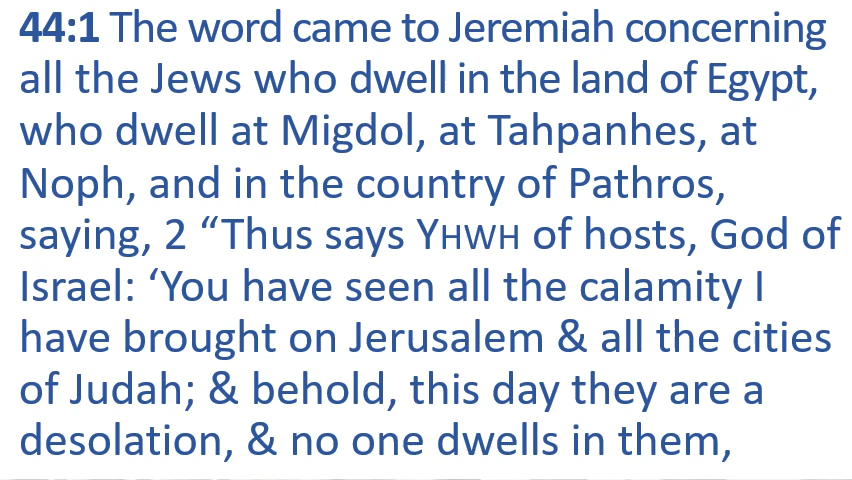 44:1 The word came to Jeremiah concerning
all the Jews who dwell in the land of Egypt,
who dwell at Migdol, at Tahpanhes, at
Noph, and in the country of Pathros,
saying, 2 “Thus says YHWH of hosts, God of
Israel: ‘You have seen all the calamity I
have brought on Jerusalem & all the cities
of Judah; & behold, this day they are a
desolation, & no one dwells in them,